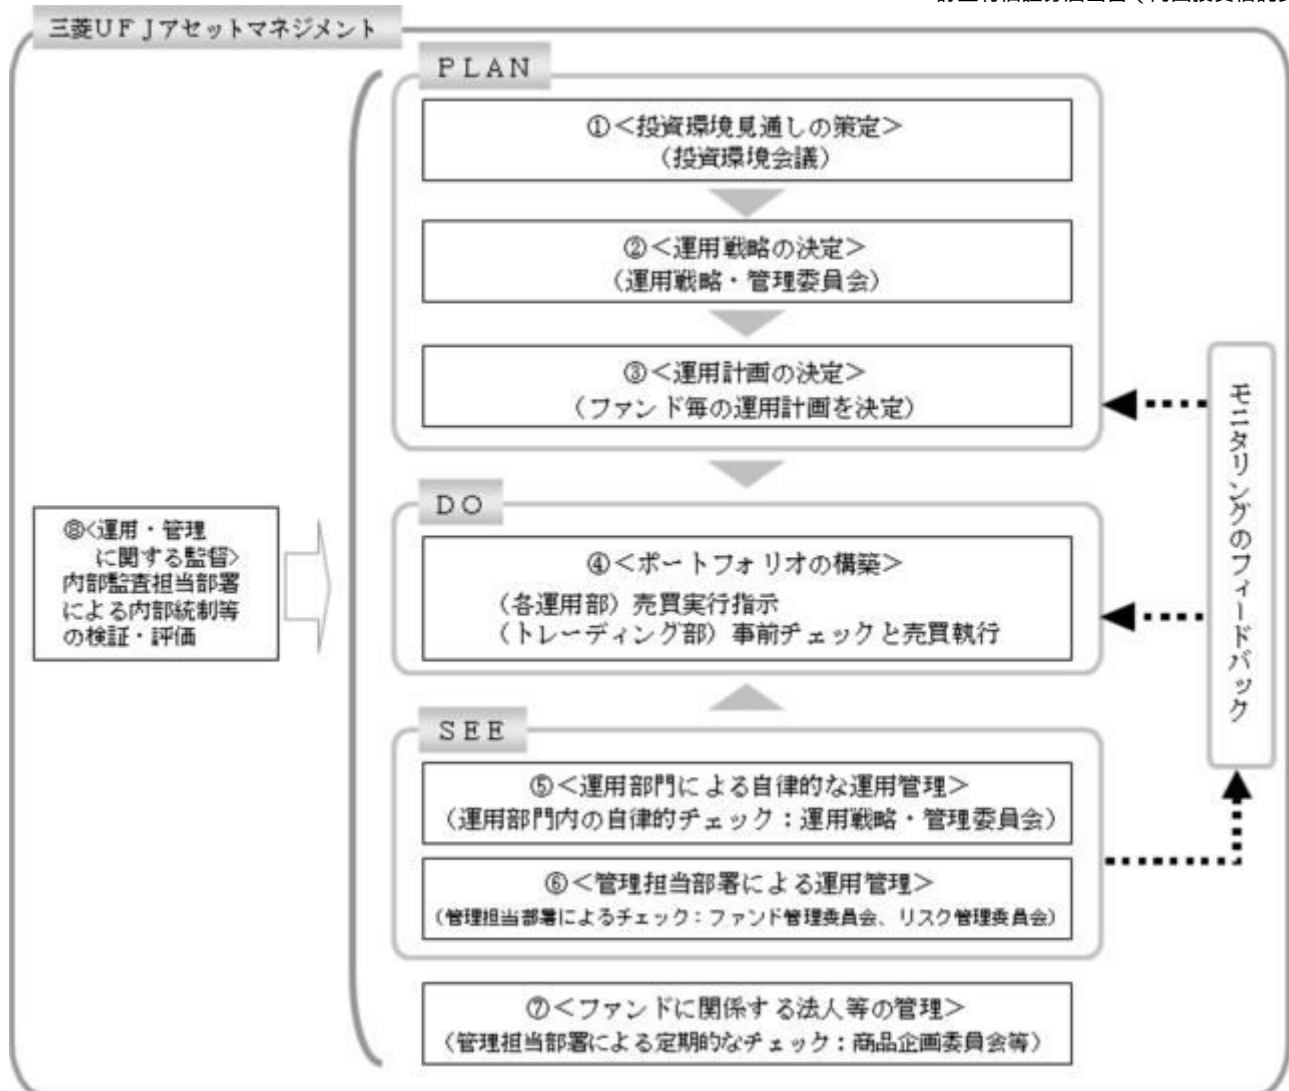 三菱UFJアセットマネジメント
PLAN
①<投資環境見通しの策定>
(投資環境会議)
②<運用戦略の決定>
(運用戦略・管理委員会)
③<運用計画の決定>
(ファンド毎の運用計画を決定)
DO
④<ポートフォリオの構築>
(各運用部)売買実行指示
(トレーディング部)事前チェックと売買執行
SEE
⑤<運用部門による自律的な運用管理>
(運用部門内の自律的チェック:運用戦略・管理委員会)
⑥<管理担当部署による運用管理>
(管理担当部署によるチェック:ファンド管理委員会、リスク管理委員会)
⑦<ファンドに関係する法人等の管理>
(管理担当部署による定期的なチェック:商品企画委員会等)
⑧<運用・管理
に関する監督>
内部監査担当部署
による内部統制等
の検証・評価
モニタリングのフィードバック